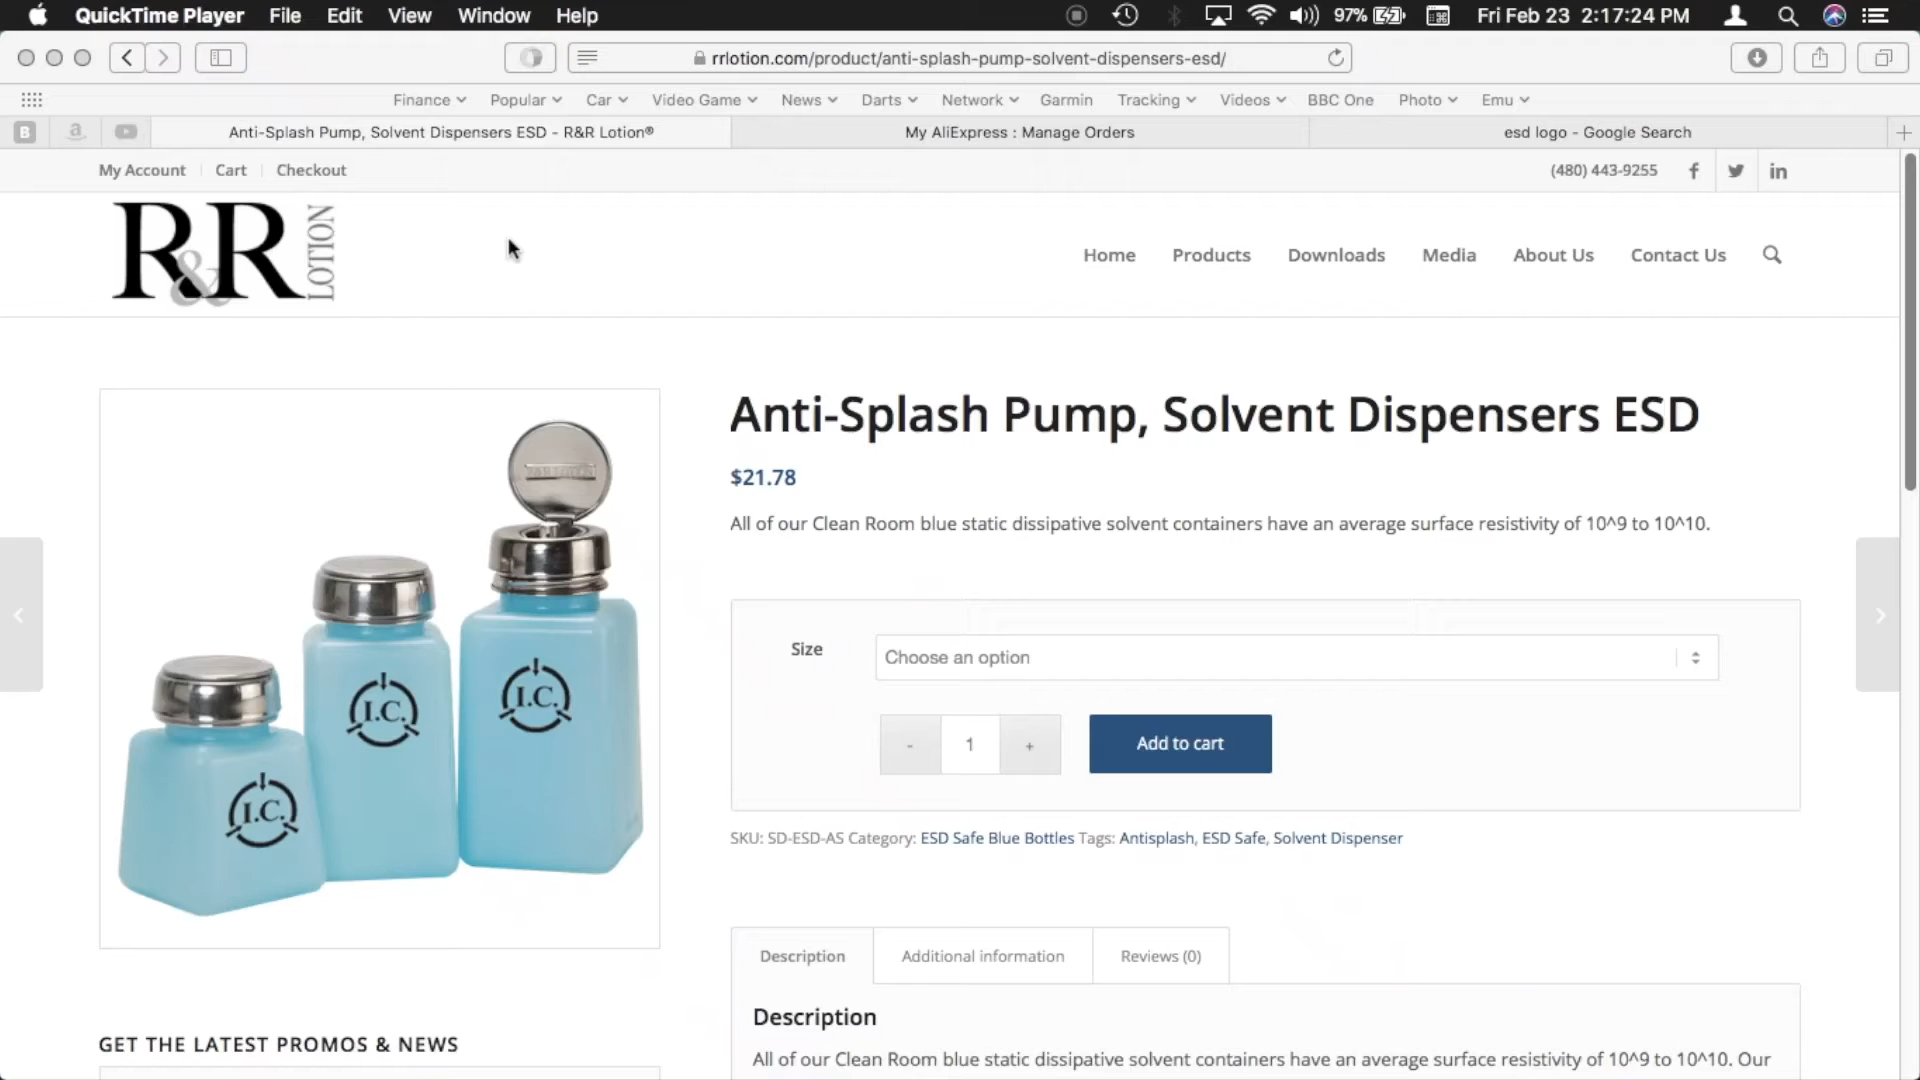 QuickTime Player File Edit View Window Help 97% Fri Feb 23 2:17:24 PM
rrlotion.com/product/anti-splash-pump-solvent-dispensers-esd/
Finance Popular Car Video Game News Darts Network Garmin Tracking Videos BBC One Photo Emu
B a Anti-Splash Pump, Solvent Dispensers ESD - R&R Lotion® My AliExpress : Manage Orders esd logo - Google Search
My Account Cart Checkout (480) 443-9255
R&R LOTION
Home Products Downloads Media About Us Contact Us
Anti-Splash Pump, Solvent Dispensers ESD
$21.78
All of our Clean Room blue static dissipative solvent containers have an average surface resistivity of 10^9 to 10^10.
Size Choose an option
- 1 + Add to cart
I.C.
I.C.
I.C.
SKU: SD-ESD-AS Category: ESD Safe Blue Bottles Tags: Antisplash, ESD Safe, Solvent Dispenser
Description Additional information Reviews (0)
Description
All of our Clean Room blue static dissipative solvent containers have an average surface resistivity of 10^9 to 10^10. Our
GET THE LATEST PROMOS & NEWS